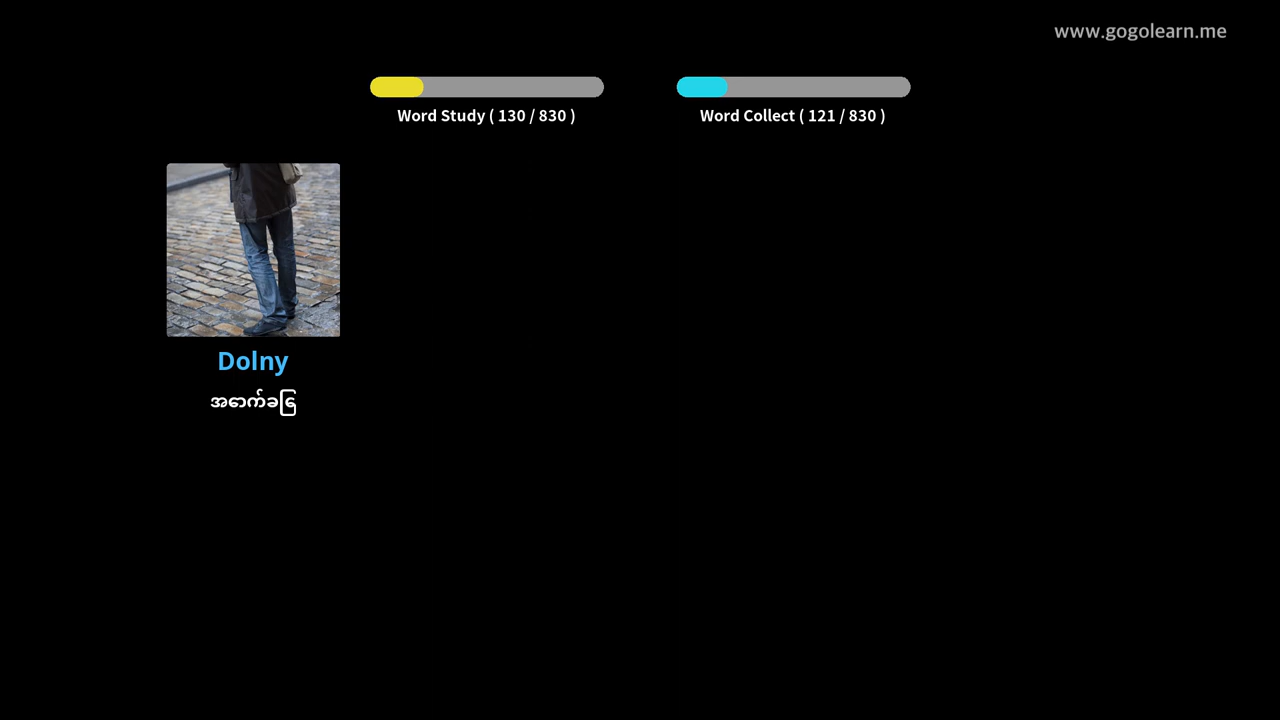 www.gogolearn.me
Word Study ( 130 / 830 )
Word Collect ( 121 / 830 )
Dolny
အောက်ခြေ